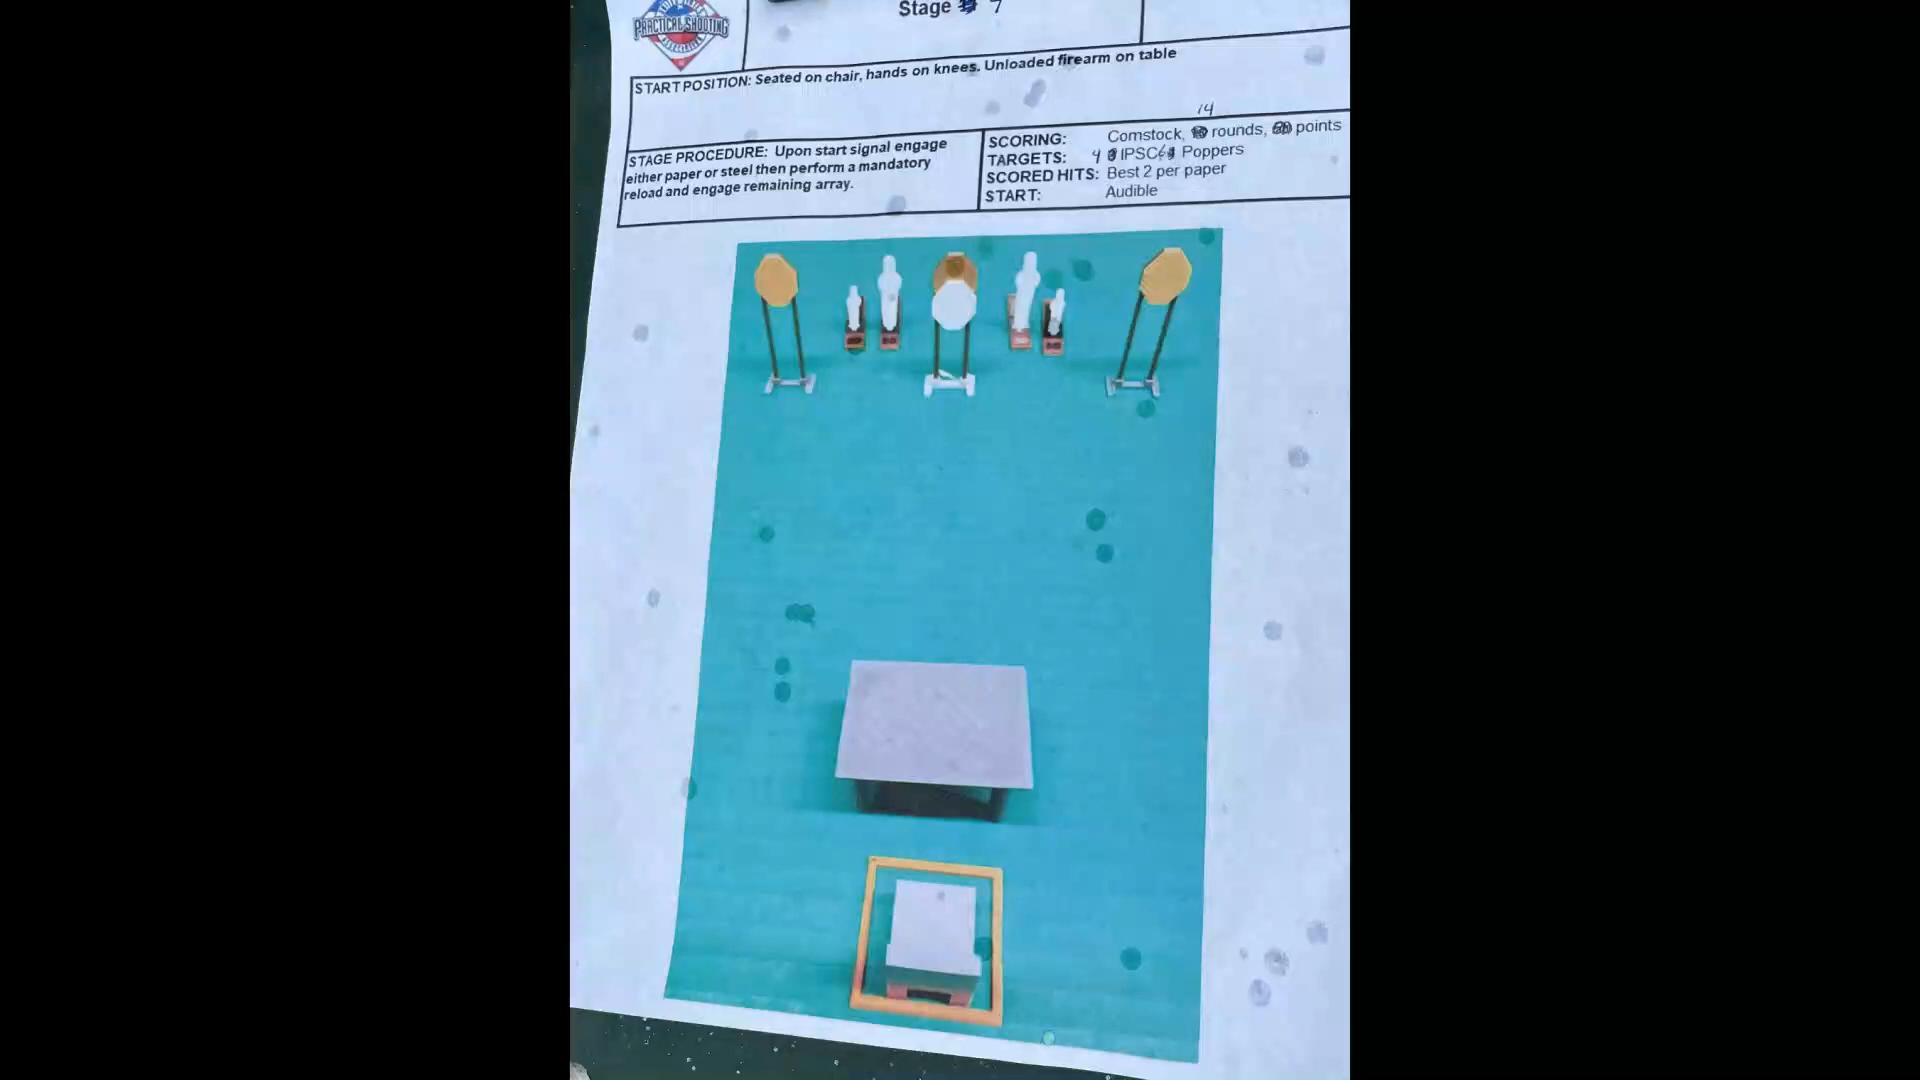 PRACTICAL SHOOTING
ASSOCIATION
Stage 7
START POSITION: Seated on chair, hands on knees. Unloaded firearm on table
STAGE PROCEDURE: Upon start signal engage
either paper or steel then perform a mandatory
reload and engage remaining array.
14
SCORING: Comstock, rounds, points
TARGETS: 4 IPSC 6 Poppers
SCORED HITS: Best 2 per paper
START: Audible